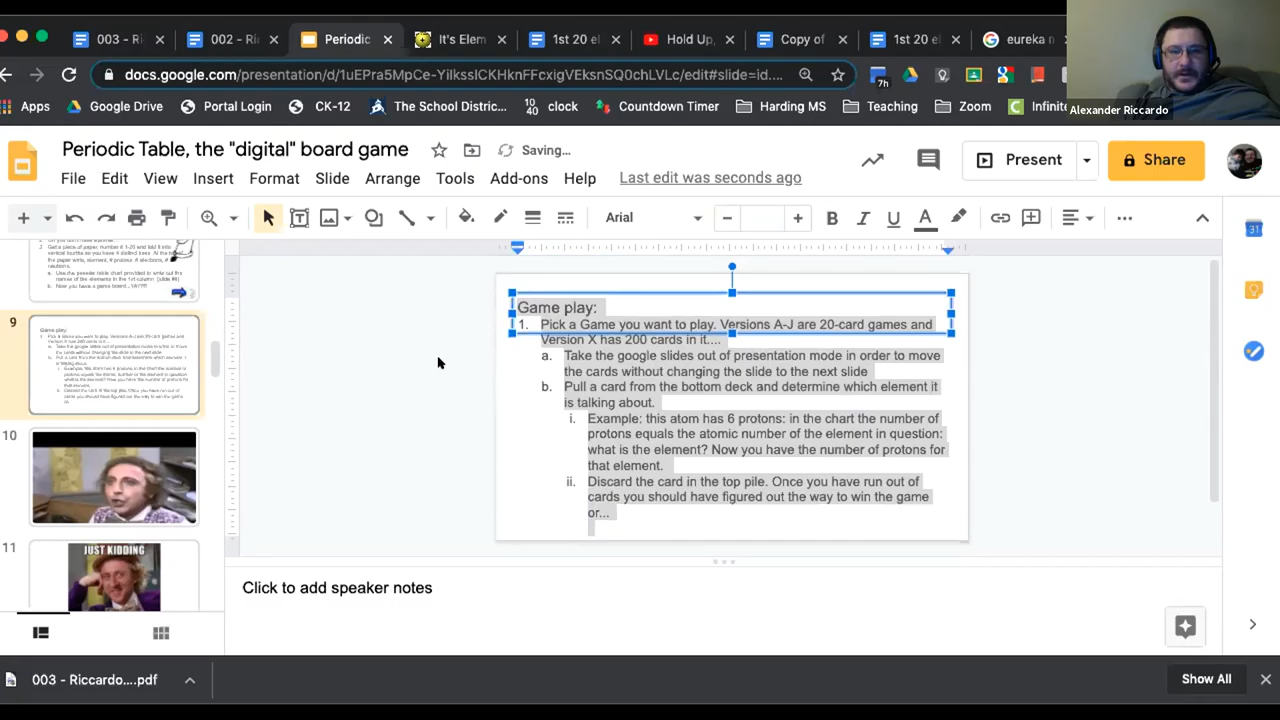 003 - Ri
002 - Ri
Periodic
It's Elem
1st 20 el
Hold Up,
Copy of
1st 20 el
eureka n
docs.google.com/presentation/d/1uEPra5MpCe-YilkssICKHknFFcxigVEksnSQ0chLVLc/edit#slide=id....
7h
Alexander Riccardo
Apps
Google Drive
Portal Login
CK-12
The School Distric...
10
40
clock
Countdown Timer
Harding MS
Teaching
Zoom
Infinit
Periodic Table, the "digital" board game
Saving...
Present
Share
File Edit View Insert Format Slide Arrange Tools Add-ons Help
Last edit was seconds ago
Arial
B I U A
31
Game play:
1. Pick a Game you want to play. Versions
20-card games and
version X has 200 cards in it....
a. Take the google slides out of presentation mode in order to move
the cards without changing the slide to the next slide
b. Pull a card from the bottom deck and determine which element it
is talking about.
i. Example: this atom has 6 protons: in the chart the number of
protons equals the atomic number of the element in question:
what is the element? Now you have the number of protons for
that element.
ii. Discard the card in the top pile. Once you have run out of
cards you should have figured out the way to win the game
or...
9
Game play:
10
11
JUST KIDDING
Click to add speaker notes
003 - Riccardo....pdf
Show All